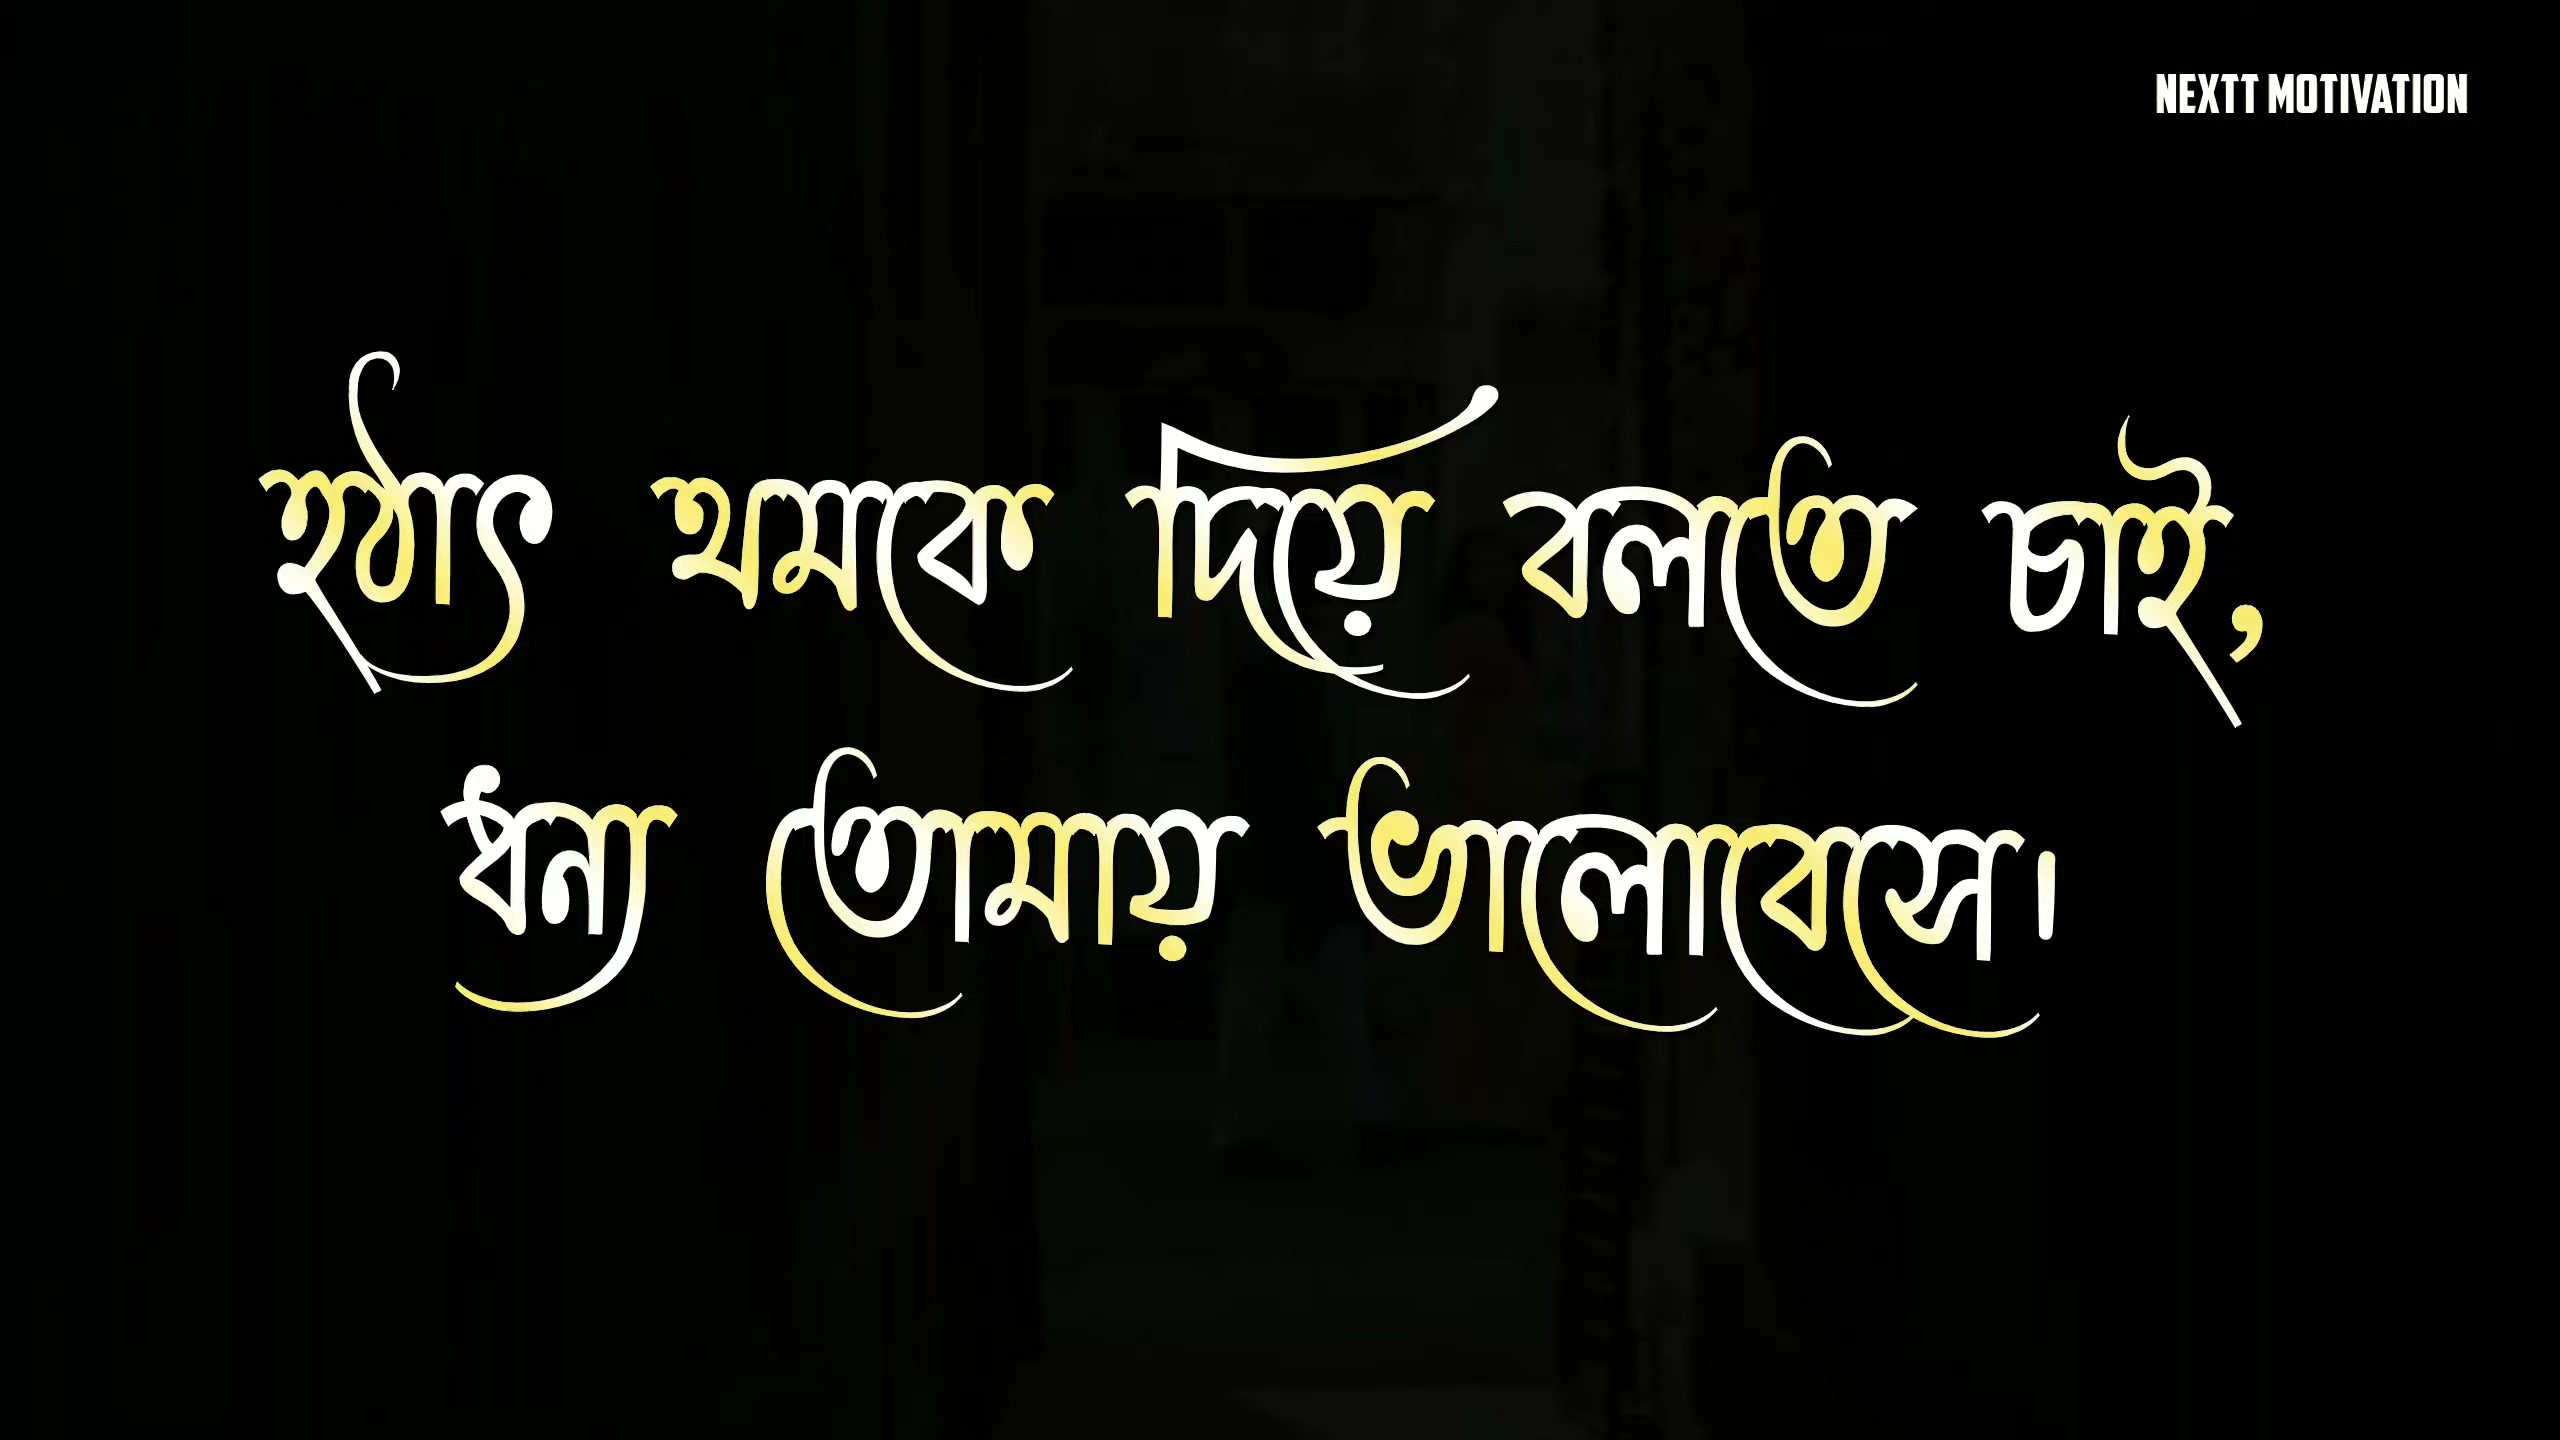 NEXTT MOTIVATION
হঠাৎ থমকে দিয়ে বলতে চাই,
ধন্য তোমায় ভালোবেসে।